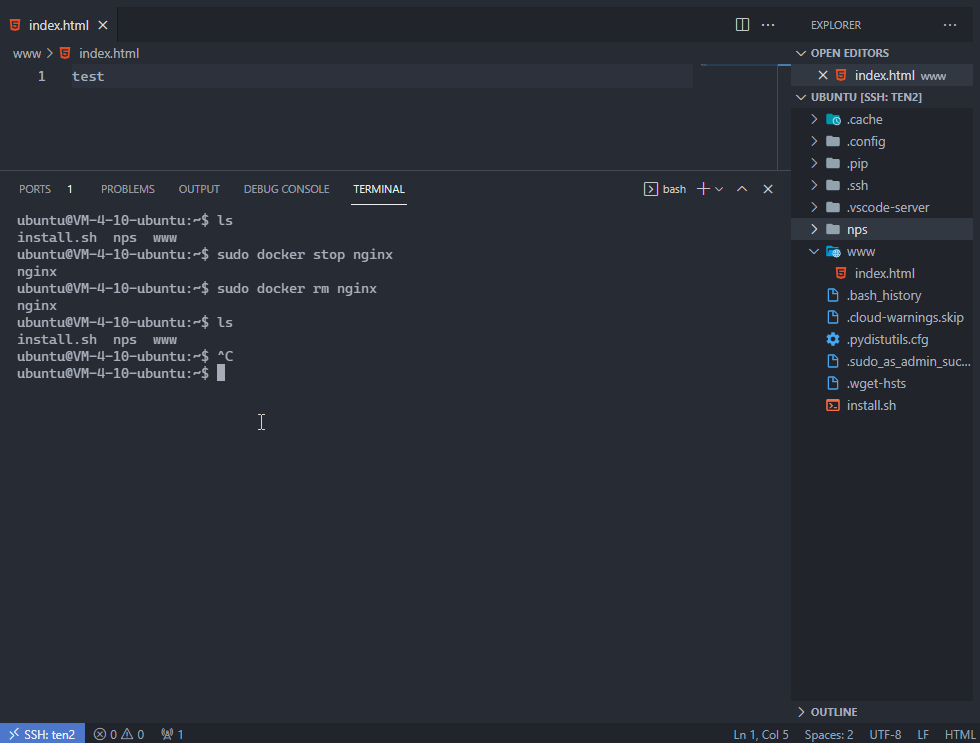 index.html
EXPLORER
www > index.html
OPEN EDITORS
1 test
index.html www
UBUNTU [SSH: TEN2]
.cache
.config
.pip
.ssh
.vscode-server
nps
www
index.html
.bash_history
.cloud-warnings.skip
.pydistutils.cfg
.sudo_as_admin_suc...
.wget-hsts
install.sh
PORTS 1 PROBLEMS OUTPUT DEBUG CONSOLE TERMINAL bash
ubuntu@VM-4-10-ubuntu:~$ ls
install.sh nps www
ubuntu@VM-4-10-ubuntu:~$ sudo docker stop nginx
nginx
ubuntu@VM-4-10-ubuntu:~$ sudo docker rm nginx
nginx
ubuntu@VM-4-10-ubuntu:~$ ls
install.sh nps www
ubuntu@VM-4-10-ubuntu:~$ ^C
ubuntu@VM-4-10-ubuntu:~$
OUTLINE
SSH: ten2 0 0 1 Ln 1, Col 5 Spaces: 2 UTF-8 LF HTML